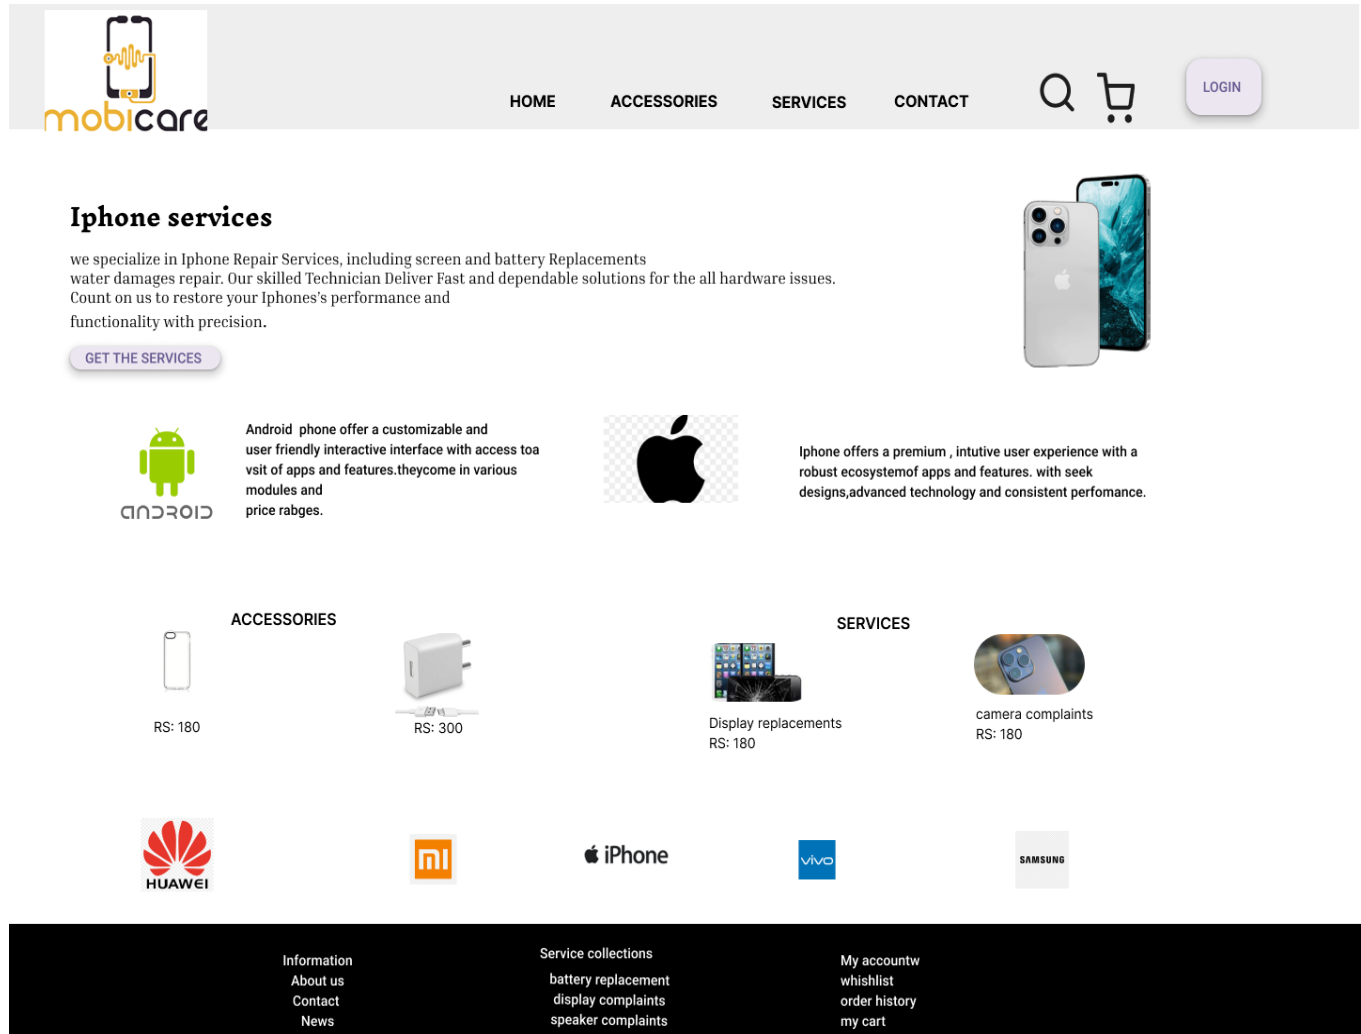 mobicare
HOME
ACCESSORIES
SERVICES
CONTACT
LOGIN
Iphone services
we specialize in Iphone Repair Services, including screen and battery Replacements
water damages repair. Our skilled Technician Deliver Fast and dependable solutions for the all hardware issues.
Count on us to restore your Iphones's performance and
functionality with precision.
GET THE SERVICES
ANDROID
Android  phone offer a customizable and
user friendly interactive interface with access toa
vsit of apps and features.theycome in various
modules and
price rabges.
Iphone offers a premium , intutive user experience with a
robust ecosystemof apps and features. with seek
designs,advanced technology and consistent perfomance.
ACCESSORIES
RS: 180
RS: 300
SERVICES
Display replacements
RS: 180
camera complaints
RS: 180
HUAWEI
mi
iPhone
vivo
SAMSUNG
Information
About us
Contact
News
Service collections
battery replacement
display complaints
speaker complaints
My accountw
whishlist
order history
my cart